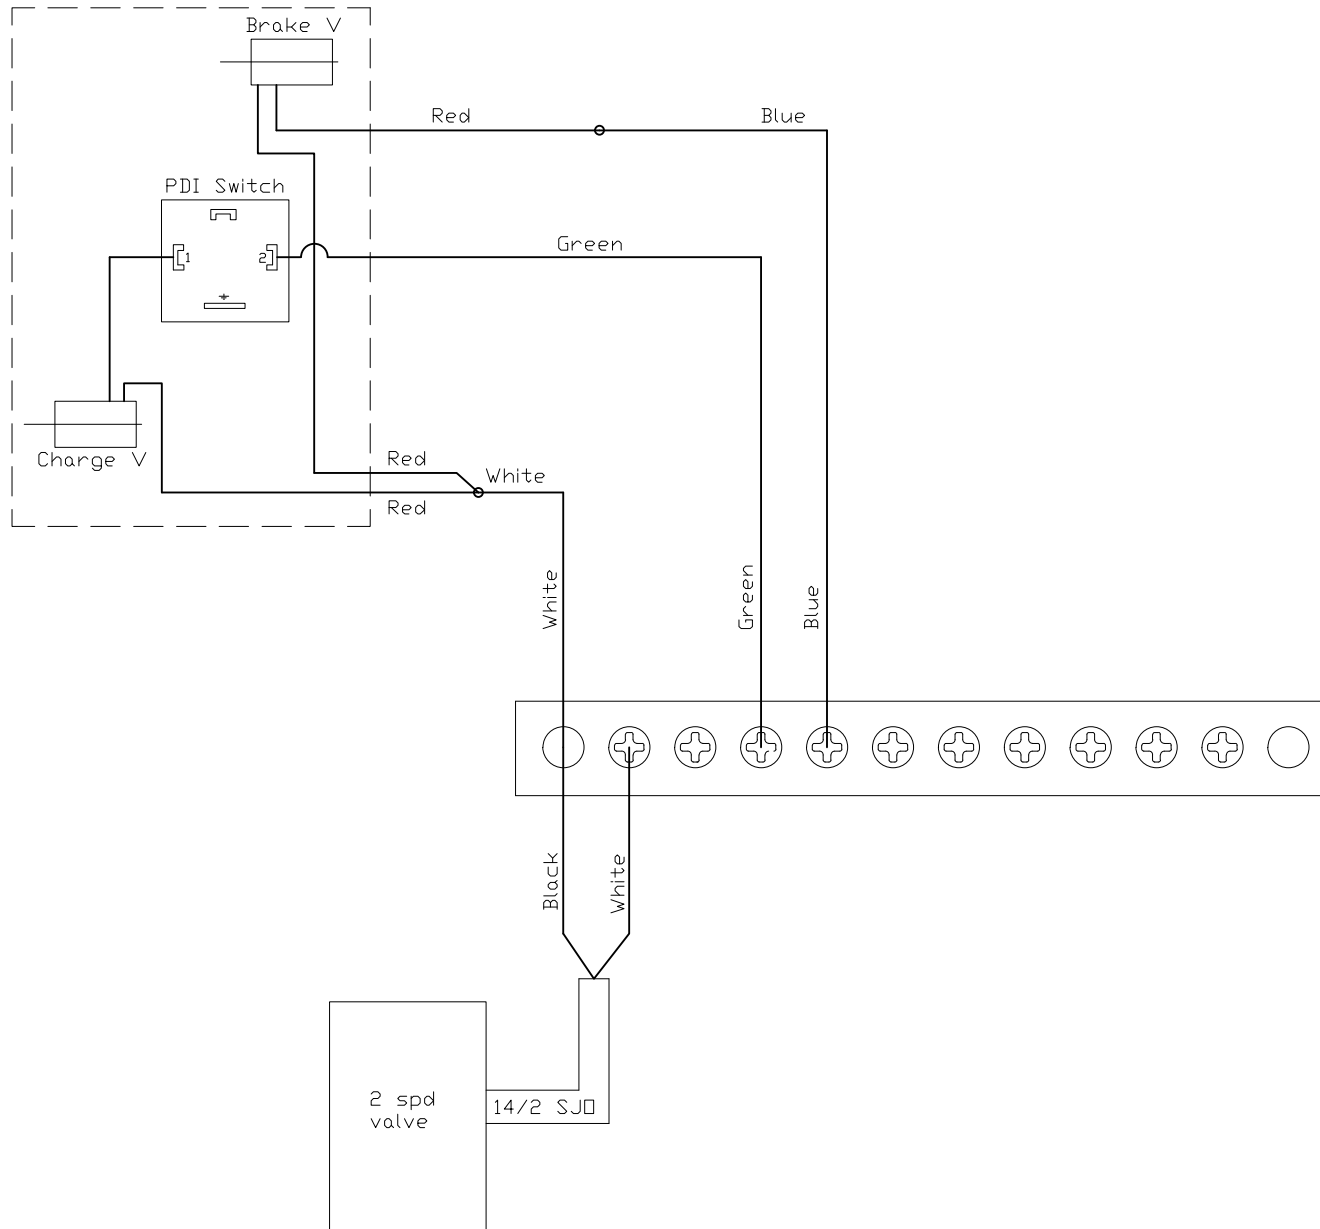 Brake V
Red
Blue
PDI Switch
Green
1
2
Charge V
Red
White
Red
White
Green
Blue
Black
White
14/2 SJO
2 spd
valve